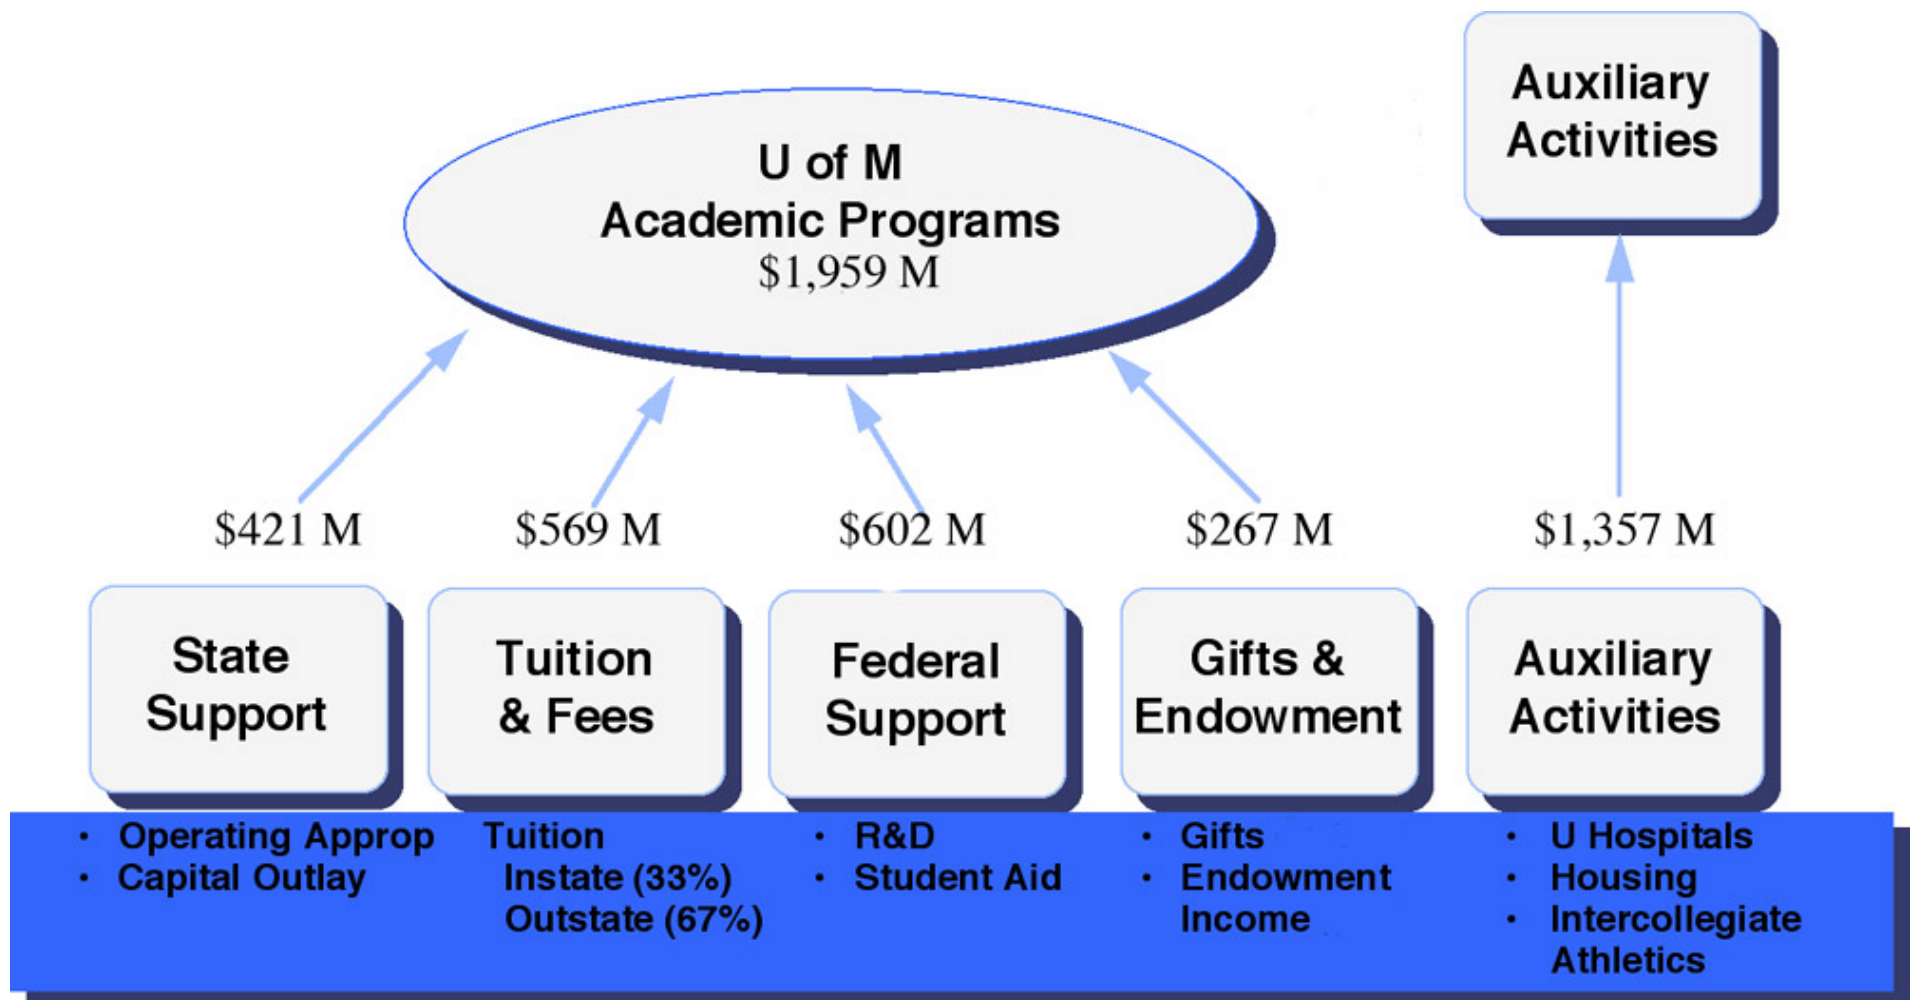 Auxiliary
Activities
U of M
Academic Programs
$1,959 M
$421 M
$569 M
$602 M
$267 M
$1,357 M
State
Support
Tuition
& Fees
Federal
Support
Gifts &
Endowment
Auxiliary
Activities
• Operating Approp
• Capital Outlay
Tuition
Instate (33%)
Outstate (67%)
• R&D
• Student Aid
• Gifts
• Endowment
Income
• U Hospitals
• Housing
• Intercollegiate
Athletics